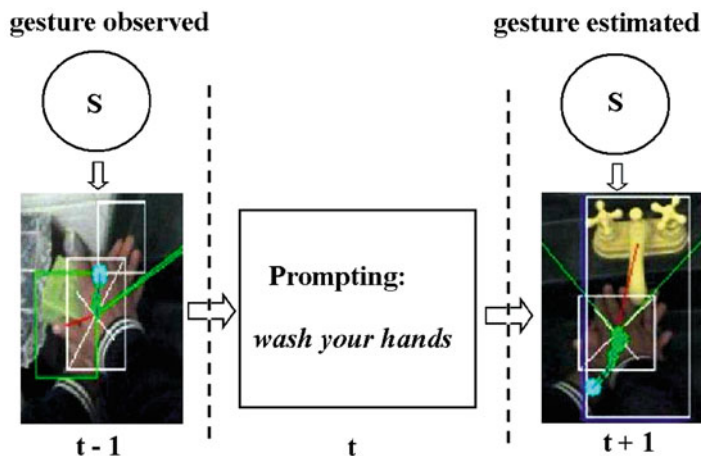 gesture observed
gesture estimated
S
S
Prompting:
wash your hands
t - 1
t
t + 1